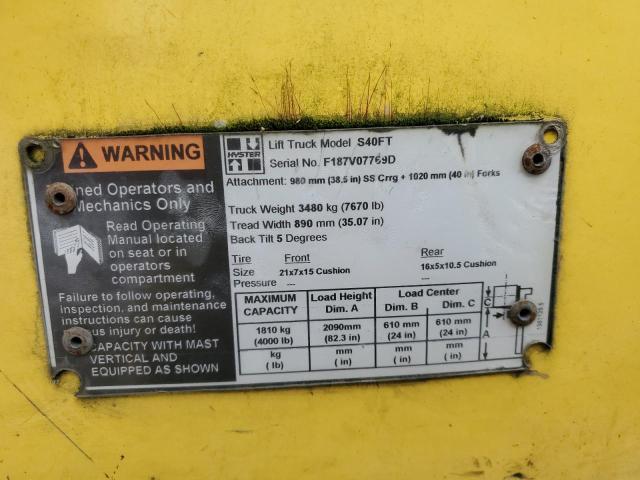 WARNING
ned Operators and
Mechanics Only
Read Operating
Manual located
on seat or in
operators
compartment
Failure to follow operating,
inspection, and maintenance
instructions can cause
us injury or death!
CAPACITY WITH MAST
VERTICAL AND
EQUIPPED AS SHOWN
HYSTER
Lift Truck Model S40FT
Serial No. F187V07769D
Attachment: 980 mm (38.5 in) SS Crrg + 1020 mm (40 in) Forks
Truck Weight 3480 kg (7670 lb)
Tread Width 890 mm (35.07 in)
Back Tilt 5 Degrees
Tire Front Rear
Size 21x7x15 Cushion 16x5x10.5 Cushion
Pressure --- ---
MAXIMUM CAPACITY Load Height Dim. A Load Center Dim. B Dim. C
1810 kg 2090mm 610 mm 610 mm
(4000 lb) (82.3 in) (24 in) (24 in)
kg mm mm mm
( lb) ( in) ( in) ( in)
C
A